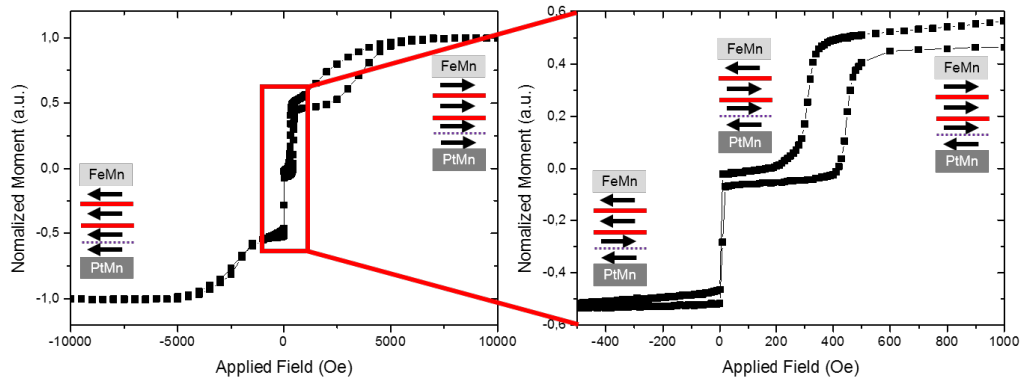 1,0
0,5
0,0
-0,5
-1,0
-10000
-5000
0
5000
10000
Normalized Moment (a.u.)
Applied Field (Oe)
FeMn
PtMn
FeMn
PtMn
0,6
0,4
0,2
0,0
-0,2
-0,4
-0,6
-400
-200
0
200
400
600
800
1000
Normalized Moment (a.u.)
Applied Field (Oe)
FeMn
PtMn
FeMn
PtMn
FeMn
PtMn